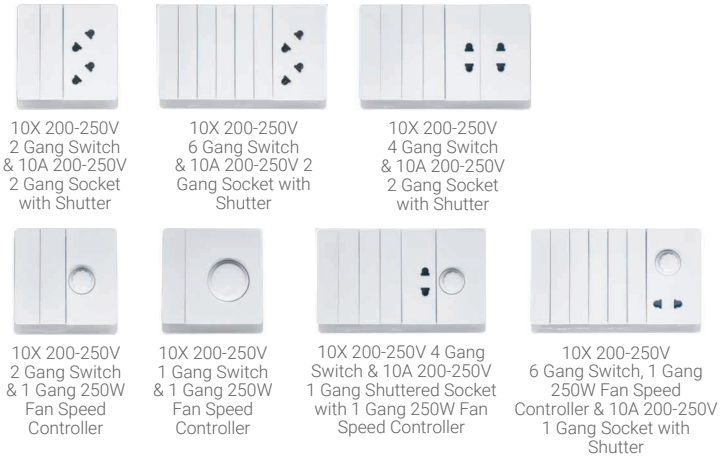 10X 200-250V
2 Gang Switch
& 10A 200-250V
2 Gang Socket
with Shutter
10X 200-250V
6 Gang Switch
& 10A 200-250V 2
Gang Socket with
Shutter
10X 200-250V
4 Gang Switch
& 10A 200-250V
2 Gang Socket
with Shutter
10X 200-250V
2 Gang Switch
& 1 Gang 250W
Fan Speed
Controller
10X 200-250V
1 Gang Switch
& 1 Gang 250W
Fan Speed
Controller
10X 200-250V 4 Gang
Switch & 10A 200-250V
1 Gang Shuttered Socket
with 1 Gang 250W Fan
Speed Controller
10X 200-250V
6 Gang Switch, 1 Gang
250W Fan Speed
Controller & 10A 200-250V
1 Gang Socket with
Shutter